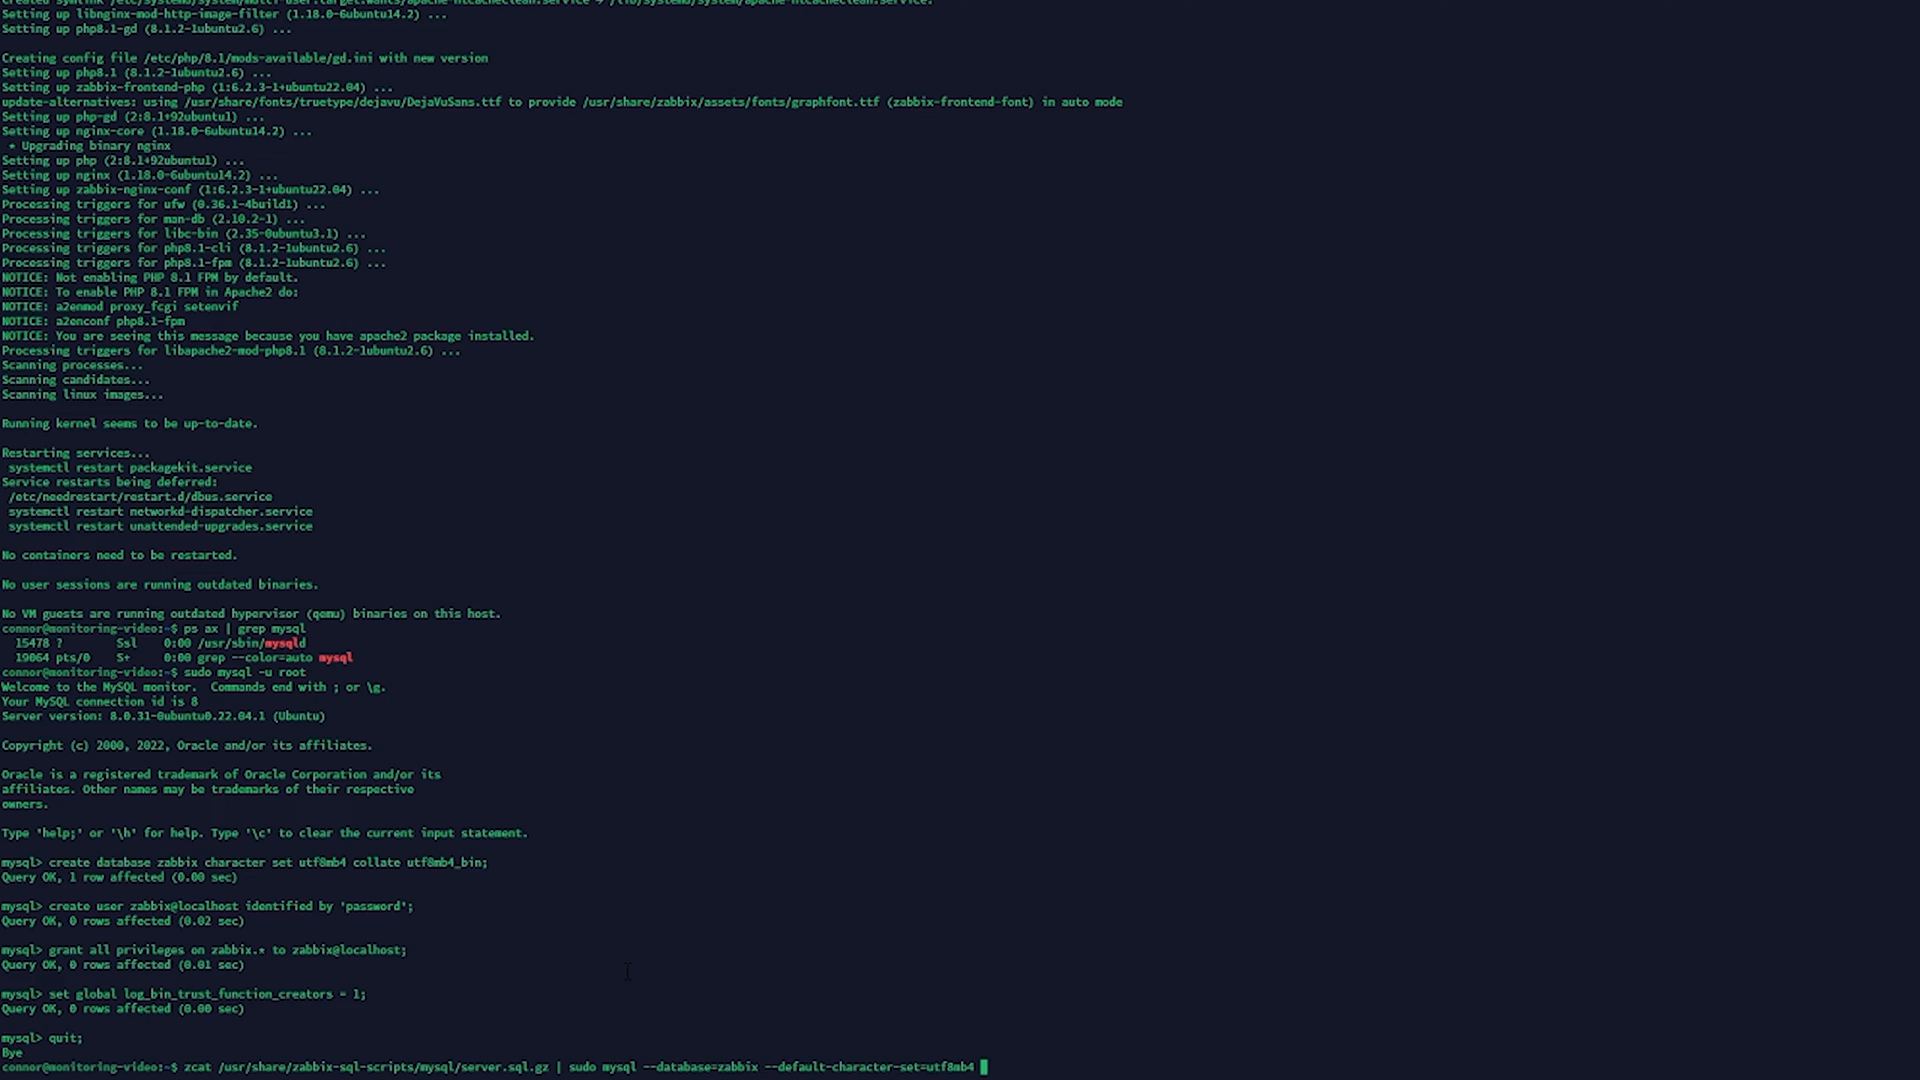 Created symlink /etc/systemd/system/multi-user.target.wants/apache-htcacheclean.service → /lib/systemd/system/apache-htcacheclean.service.
Setting up libnginx-mod-http-image-filter (1.18.0-6ubuntu14.2) ...
Setting up php8.1-gd (8.1.2-1ubuntu2.6) ...
Creating config file /etc/php/8.1/mods-available/gd.ini with new version
Setting up php8.1 (8.1.2-1ubuntu2.6) ...
Setting up zabbix-frontend-php (1:6.2.3-1+ubuntu22.04) ...
update-alternatives: using /usr/share/fonts/truetype/dejavu/DejaVuSans.ttf to provide /usr/share/zabbix/assets/fonts/graphfont.ttf (zabbix-frontend-font) in auto mode
Setting up php-gd (2:8.1+92ubuntu1) ...
Setting up nginx-core (1.18.0-6ubuntu14.2) ...
 * Upgrading binary nginx
Setting up php (2:8.1+92ubuntu1) ...
Setting up nginx (1.18.0-6ubuntu14.2) ...
Setting up zabbix-nginx-conf (1:6.2.3-1+ubuntu22.04) ...
Processing triggers for ufw (0.36.1-4build1) ...
Processing triggers for man-db (2.10.2-1) ...
Processing triggers for libc-bin (2.35-0ubuntu3.1) ...
Processing triggers for php8.1-cli (8.1.2-1ubuntu2.6) ...
Processing triggers for php8.1-fpm (8.1.2-1ubuntu2.6) ...
NOTICE: Not enabling PHP 8.1 FPM by default.
NOTICE: To enable PHP 8.1 FPM in Apache2 do:
NOTICE: a2enmod proxy_fcgi setenvif
NOTICE: a2enconf php8.1-fpm
NOTICE: You are seeing this message because you have apache2 package installed.
Processing triggers for libapache2-mod-php8.1 (8.1.2-1ubuntu2.6) ...
Scanning processes...
Scanning candidates...
Scanning linux images...
Running kernel seems to be up-to-date.
Restarting services...
 systemctl restart packagekit.service
Service restarts being deferred:
 /etc/needrestart/restart.d/dbus.service
 systemctl restart networkd-dispatcher.service
 systemctl restart unattended-upgrades.service
No containers need to be restarted.
No user sessions are running outdated binaries.
No VM guests are running outdated hypervisor (qemu) binaries on this host.
connor@monitoring-video:~$ ps ax | grep mysql
  15478 ?        Ssl    0:00 /usr/sbin/mysqld
  19064 pts/0    S+     0:00 grep --color=auto mysql
connor@monitoring-video:~$ sudo mysql -u root
Welcome to the MySQL monitor.  Commands end with ; or \g.
Your MySQL connection id is 8
Server version: 8.0.31-0ubuntu0.22.04.1 (Ubuntu)
Copyright (c) 2000, 2022, Oracle and/or its affiliates.
Oracle is a registered trademark of Oracle Corporation and/or its
affiliates. Other names may be trademarks of their respective
owners.
Type 'help;' or '\h' for help. Type '\c' to clear the current input statement.
mysql> create database zabbix character set utf8mb4 collate utf8mb4_bin;
Query OK, 1 row affected (0.00 sec)
mysql> create user zabbix@localhost identified by 'password';
Query OK, 0 rows affected (0.02 sec)
mysql> grant all privileges on zabbix.* to zabbix@localhost;
Query OK, 0 rows affected (0.01 sec)
mysql> set global log_bin_trust_function_creators = 1;
Query OK, 0 rows affected (0.00 sec)
mysql> quit;
Bye
connor@monitoring-video:~$ zcat /usr/share/zabbix-sql-scripts/mysql/server.sql.gz | sudo mysql --database=zabbix --default-character-set=utf8mb4